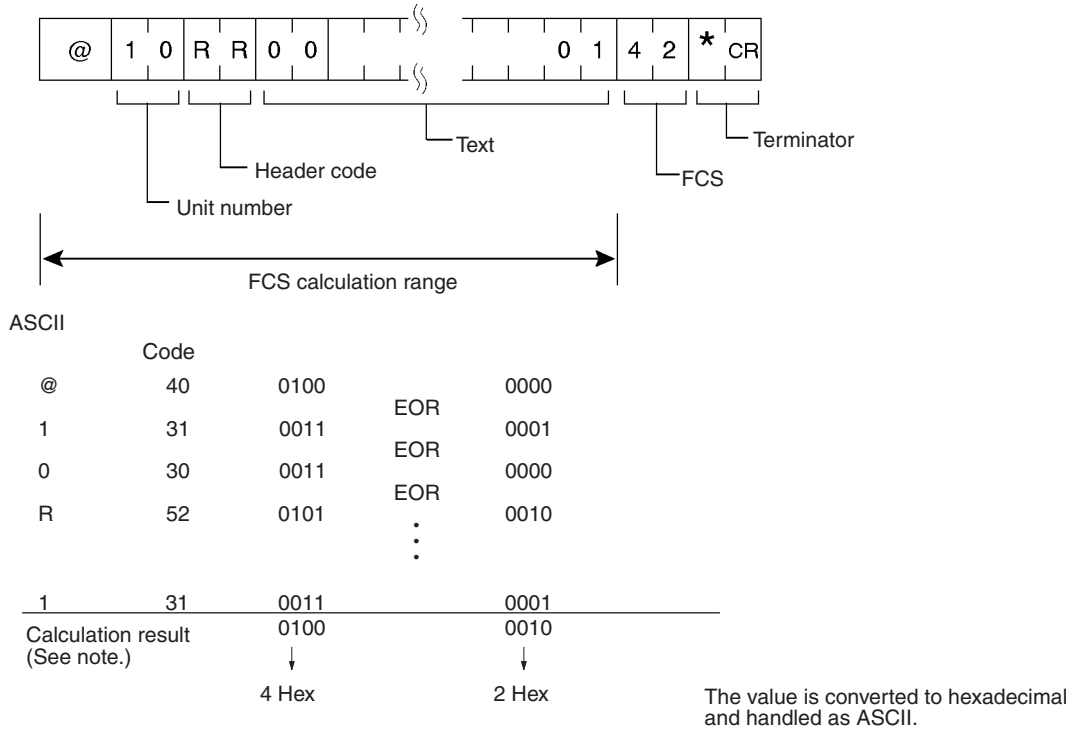 @ 1 0 R R 0 0 0 1 4 2 * CR
Text
Terminator
Header code
FCS
Unit number
FCS calculation range
ASCII
Code
@ 40 0100 0000
EOR
1 31 0011 0001
EOR
0 30 0011 0000
EOR
R 52 0101 0010
1 31 0011 0001
Calculation result 0100 0010
(See note.)
4 Hex 2 Hex
The value is converted to hexadecimal
and handled as ASCII.